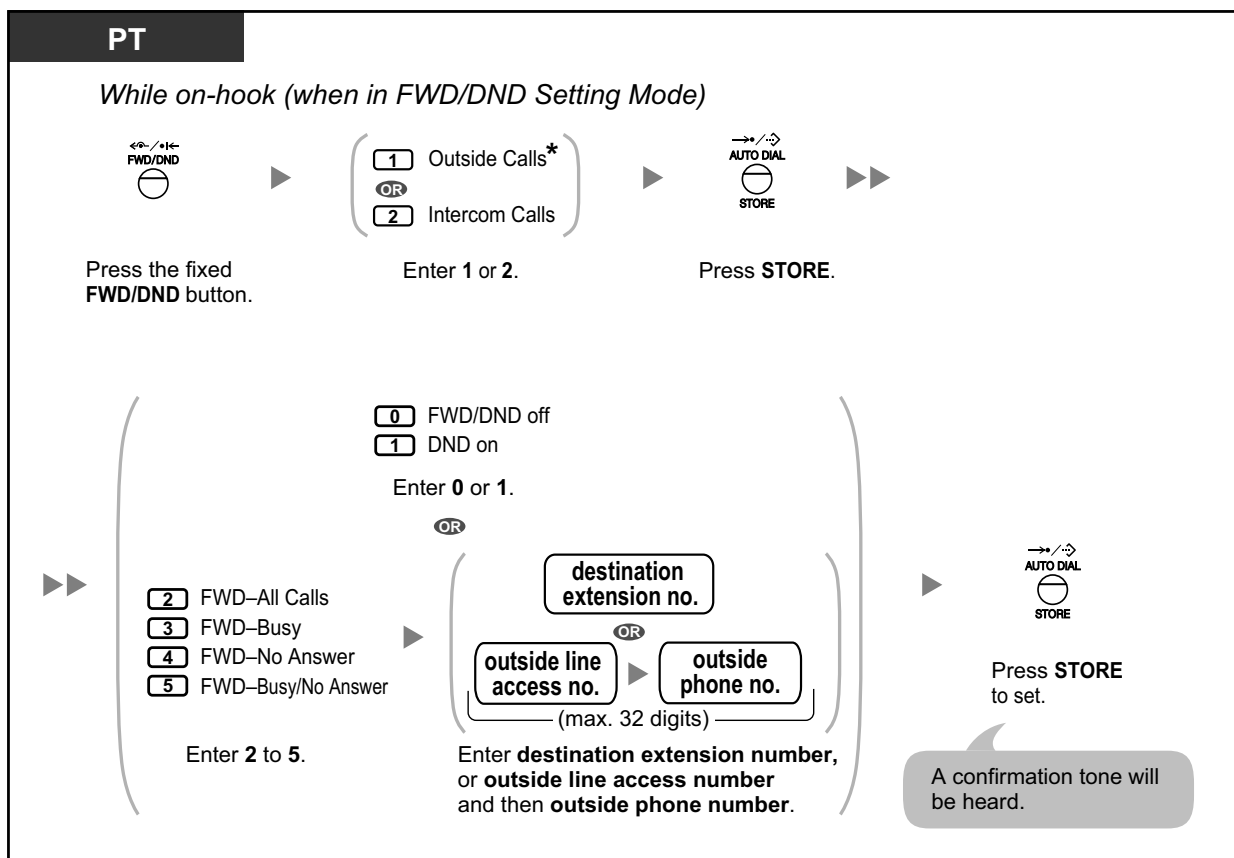 PT
While on-hook (when in FWD/DND Setting Mode)
FWD/DND
1 Outside Calls*
OR
2 Intercom Calls
AUTO DIAL
STORE
Press the fixed
FWD/DND button.
Enter 1 or 2.
Press STORE.
0 FWD/DND off
1 DND on
Enter 0 or 1.
OR
2 FWD–All Calls
3 FWD–Busy
4 FWD–No Answer
5 FWD–Busy/No Answer
Enter 2 to 5.
destination
extension no.
OR
outside line
access no.
outside
phone no.
(max. 32 digits)
Enter destination extension number,
or outside line access number
and then outside phone number.
AUTO DIAL
STORE
Press STORE
to set.
A confirmation tone will
be heard.